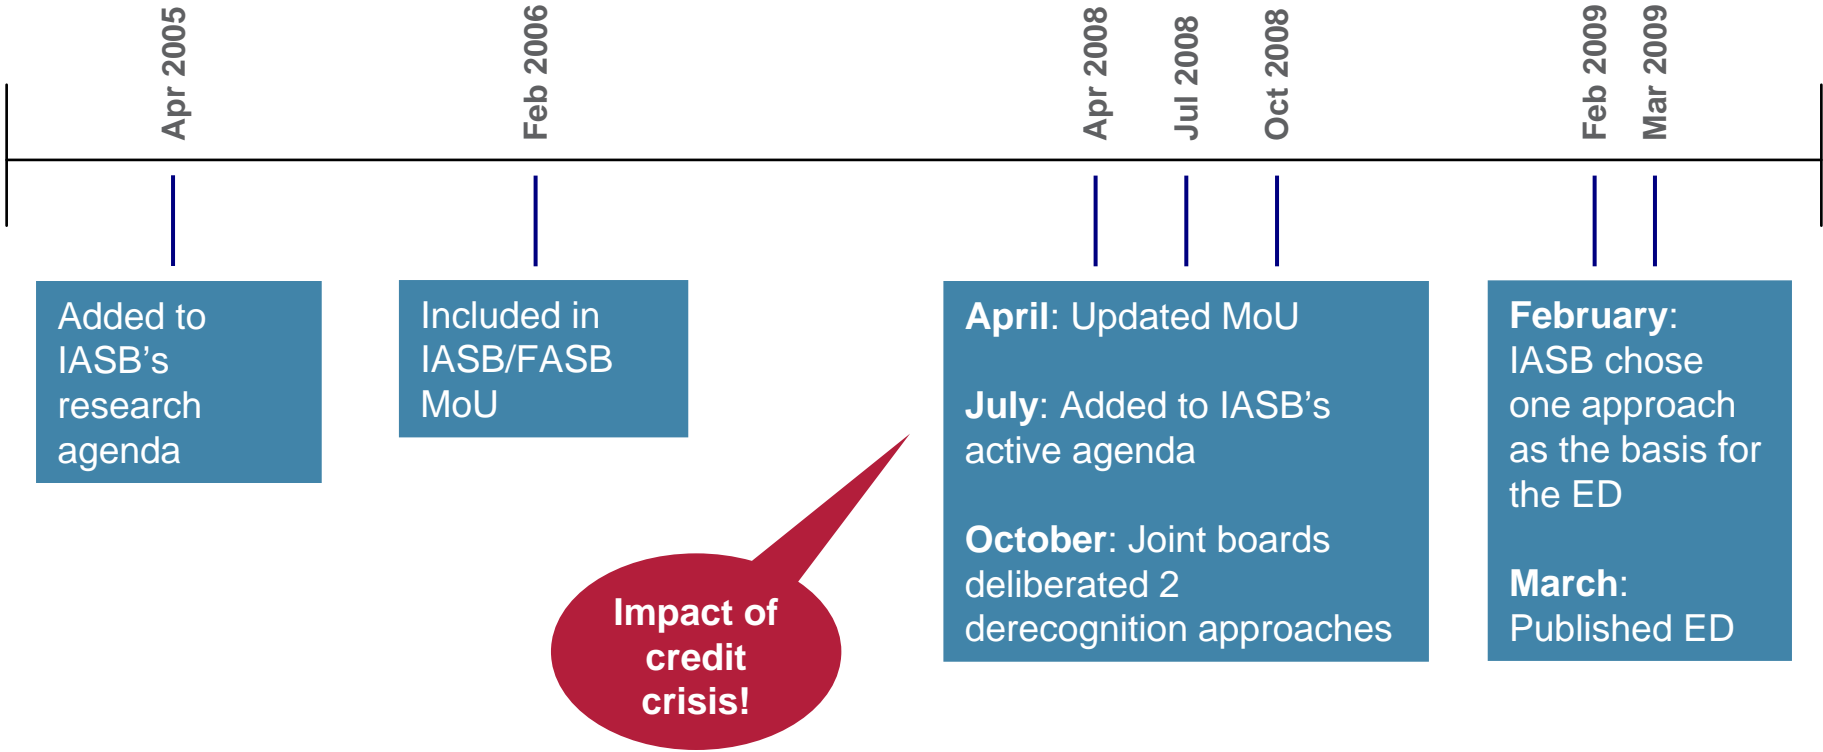 Apr 2005
Feb 2006
Apr 2008
Jul 2008
Oct 2008
Feb 2009
Mar 2009
Added to
IASB’s
research
agenda
Included in
IASB/FASB
MoU
Impact of
credit
crisis!
April: Updated MoU
July: Added to IASB’s
active agenda
October: Joint boards
deliberated 2
derecognition approaches
February:
IASB chose
one approach
as the basis for
the ED
March:
Published ED